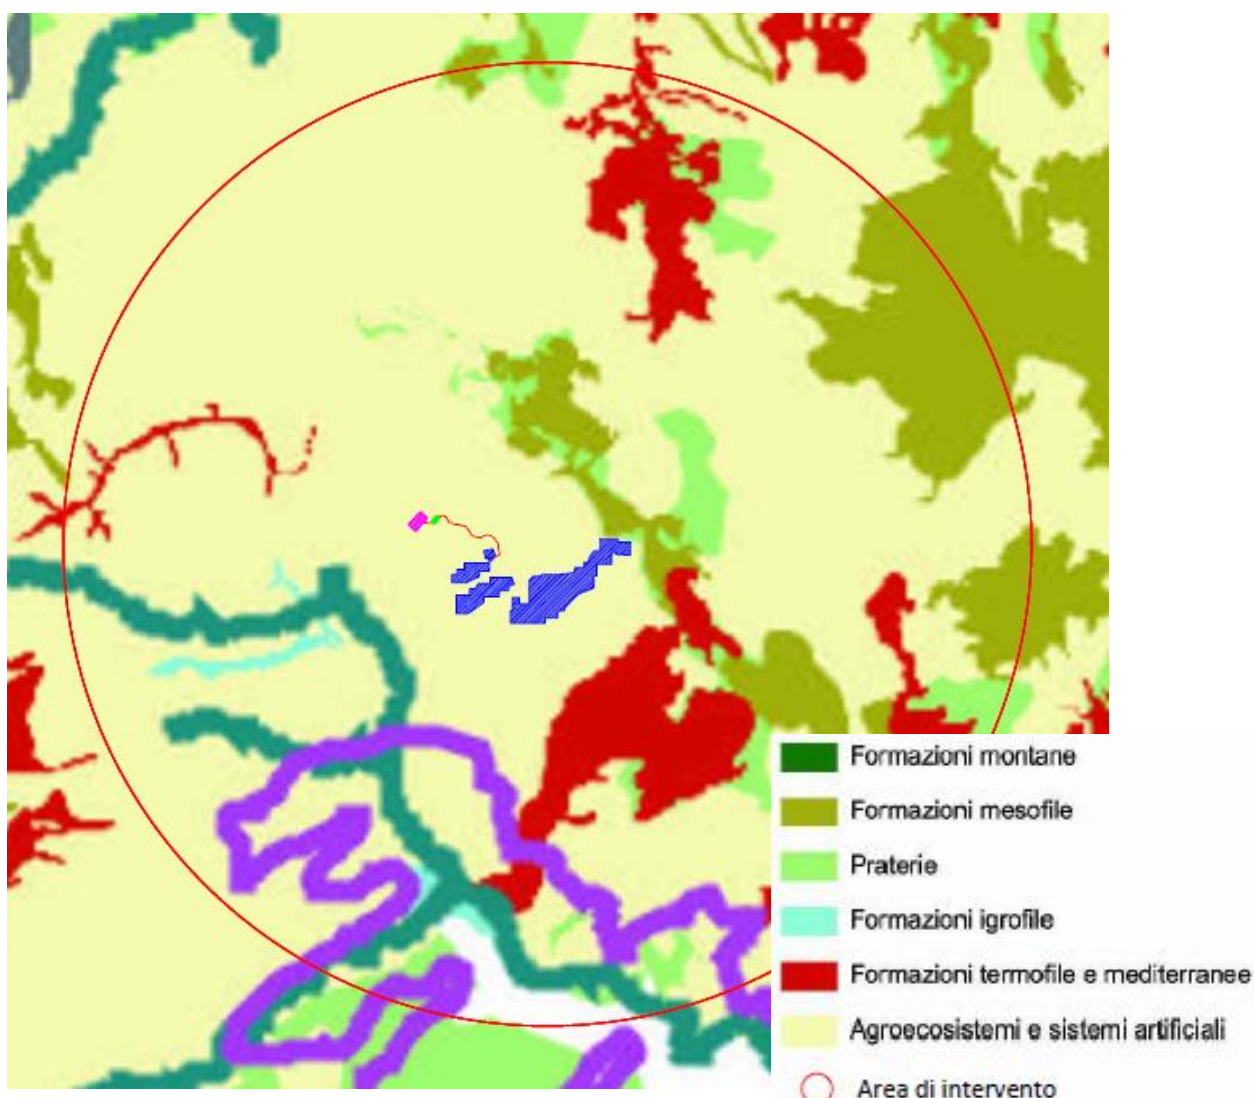 Formazioni montane
Formazioni mesofile
Praterie
Formazioni igrofile
Formazioni termofile e mediterranee
Agroecosistemi e sistemi artificiali
Area di intervento